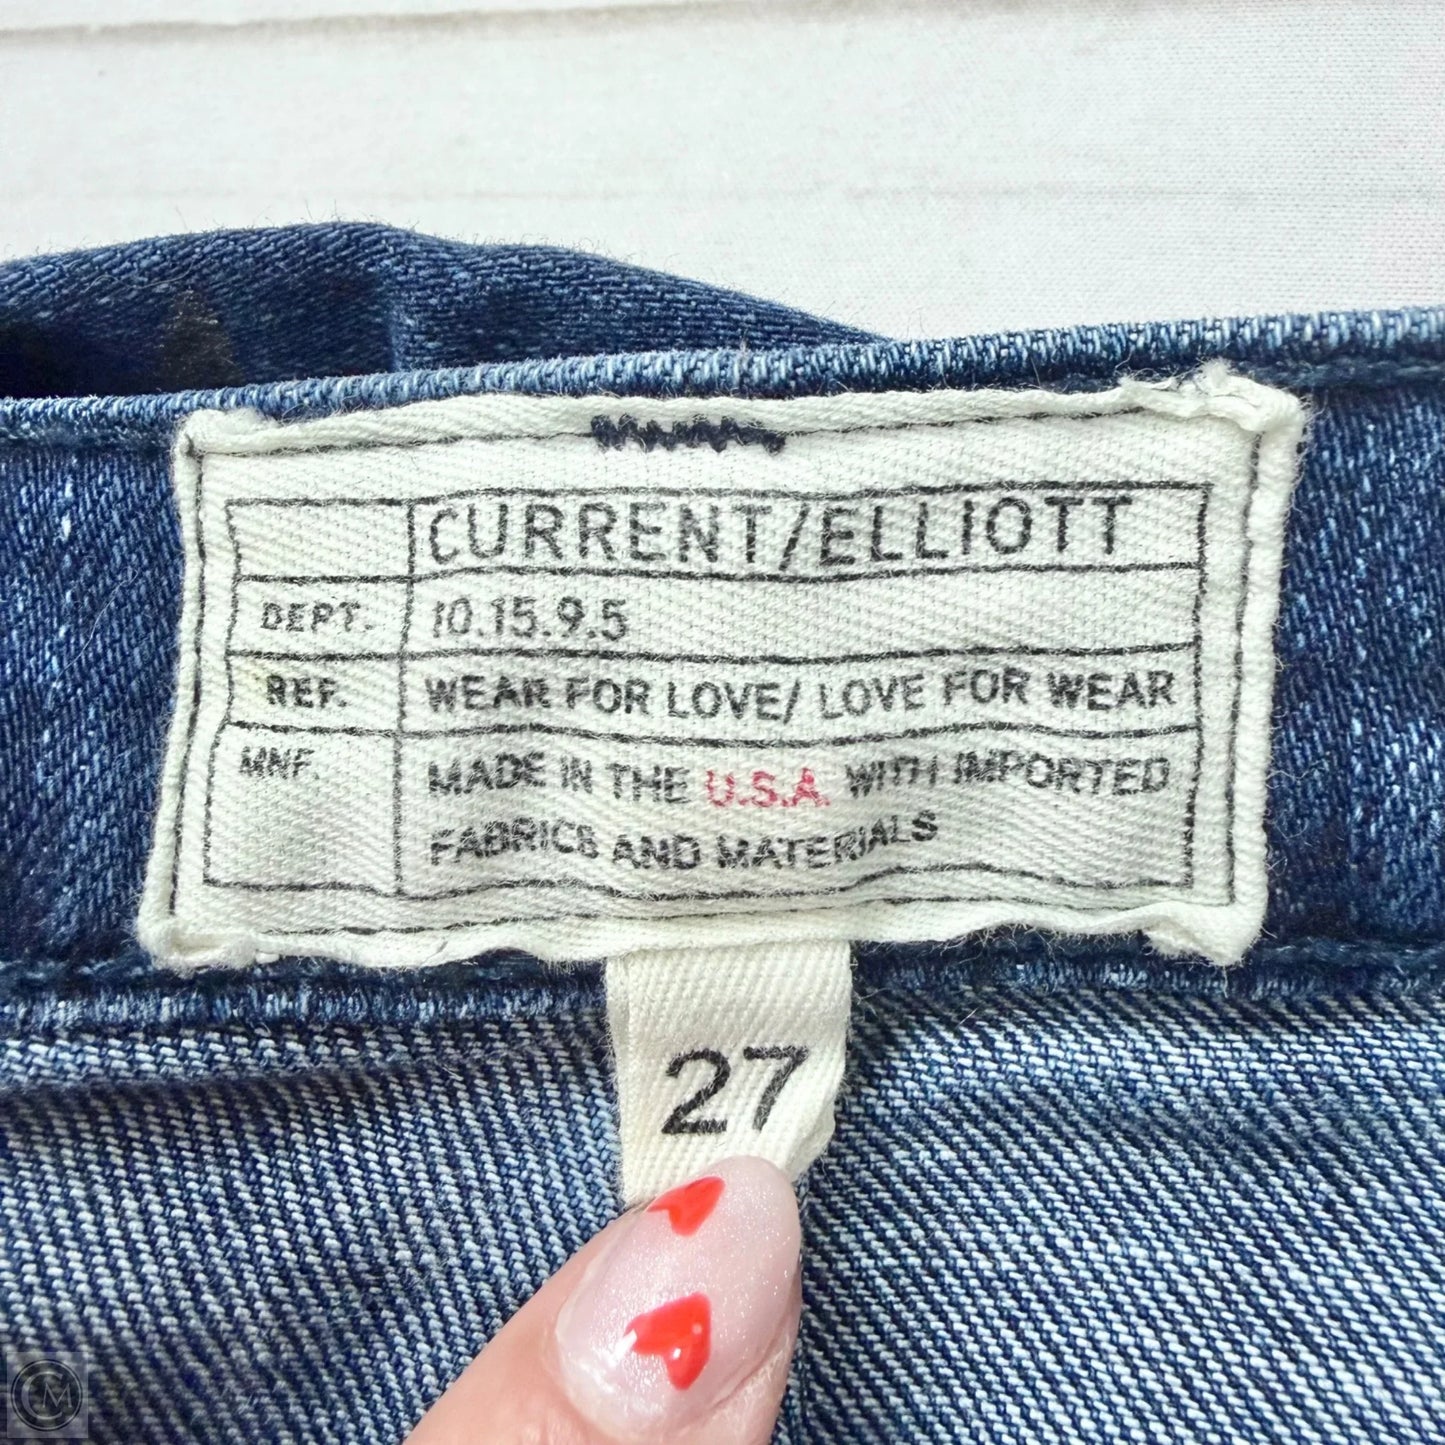 CURRENT/ELLIOTT
DEPT. 10.15.9.5
REF. WEAR FOR LOVE/ LOVE FOR WEAR
MNF. MADE IN THE U.S.A. WITH IMPORTED
FABRICS AND MATERIALS
27
CM